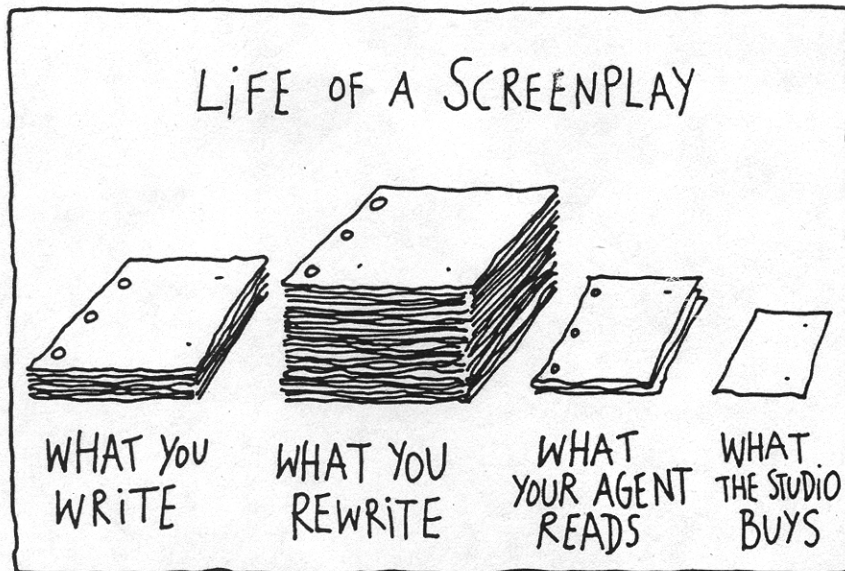 LiFE OF A SCREENPLAY
WHAT YOU
WRiTE
WHAT YOU
REWRiTE
WHAT
YOUR AGENT
READS
WHAT
THE STUDiO
BUYS